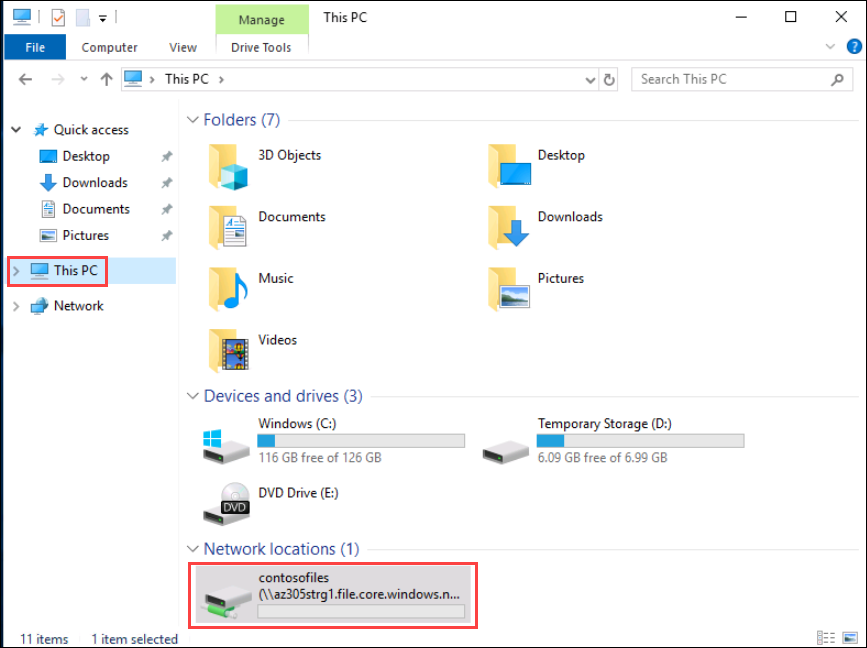 Manage
This PC
File
Computer
View
Drive Tools
This PC
Search This PC
Quick access
Desktop
Downloads
Documents
Pictures
This PC
Network
Folders (7)
3D Objects
Desktop
Documents
Downloads
Music
Pictures
Videos
Devices and drives (3)
Windows (C:)
116 GB free of 126 GB
Temporary Storage (D:)
6.09 GB free of 6.99 GB
DVD
DVD Drive (E:)
Network locations (1)
contosofiles
(\\az305strg1.file.core.windows.n...
11 items 1 item selected